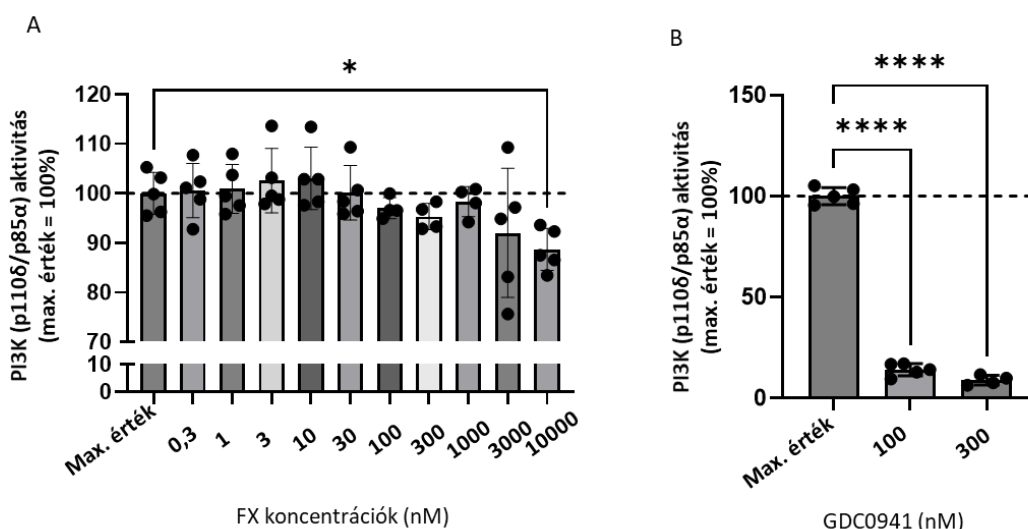 A
PI3K (p110δ/p85α) aktivitás
(max. érték = 100%)
*
120
110
100
90
80
70
10
0
Max. érték
0,3
1
3
10
30
100
300
1000
3000
10000
FX koncentrációk (nM)
B
PI3K (p110δ/p85α) aktivitás
(max. érték = 100%)
****
****
150
100
50
0
Max. érték
100
300
GDC0941 (nM)